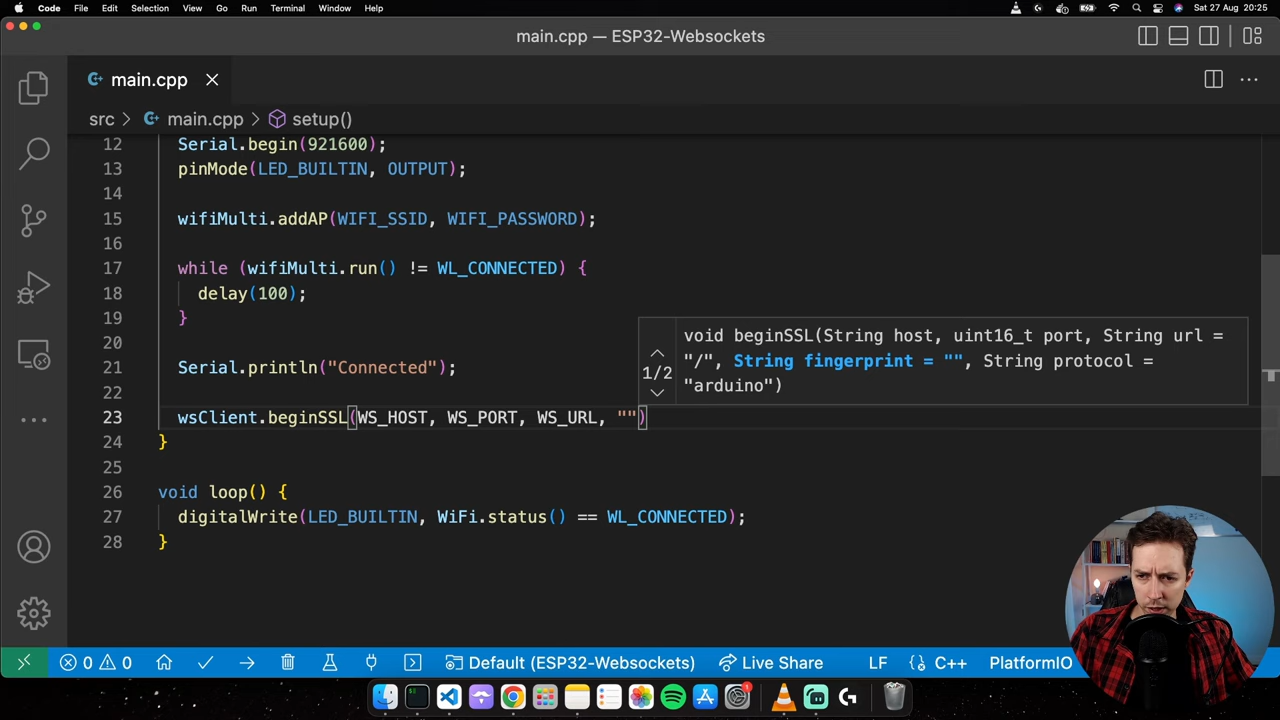 Code File Edit Selection View Go Run Terminal Window Help Sat 27 Aug 20:25
main.cpp — ESP32-Websockets
main.cpp
src > main.cpp > setup()
12 Serial.begin(921600);
13 pinMode(LED_BUILTIN, OUTPUT);
14
15 wifiMulti.addAP(WIFI_SSID, WIFI_PASSWORD);
16
17 while (wifiMulti.run() != WL_CONNECTED) {
18 delay(100);
19 }
20
21 Serial.println("Connected");
22
23 wsClient.beginSSL(WS_HOST, WS_PORT, WS_URL, "")
24 }
25
26 void loop() {
27 digitalWrite(LED_BUILTIN, WiFi.status() == WL_CONNECTED);
28 }
1/2
void beginSSL(String host, uint16_t port, String url =
"/", String fingerprint = "", String protocol =
"arduino")
0 0 Default (ESP32-Websockets) Live Share LF C++ PlatformIO